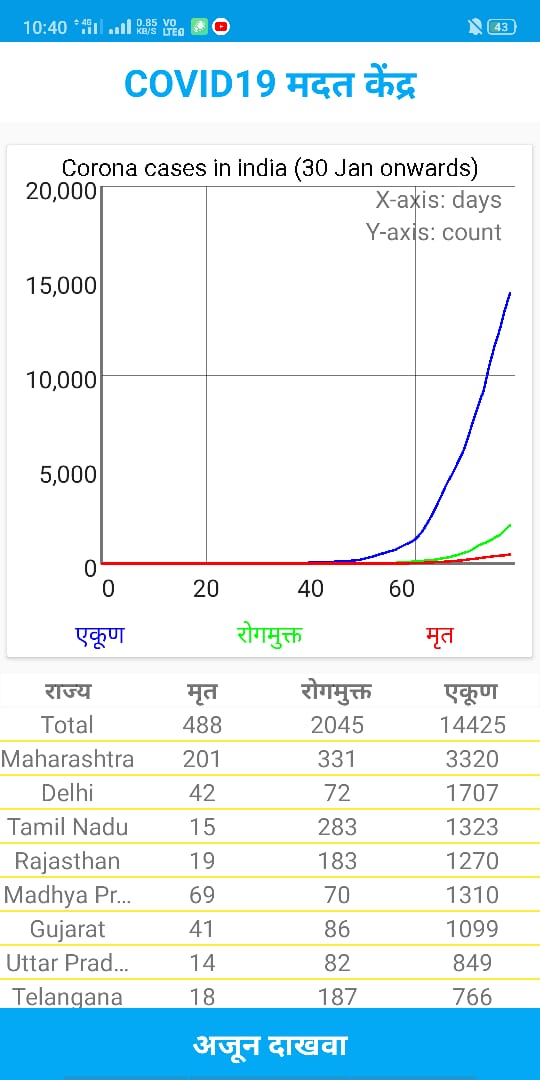 10:40 4G 0.85 KB/S VO LTE 43
COVID19 मदत केंद्र
Corona cases in india (30 Jan onwards)
20,000
X-axis: days
Y-axis: count
15,000
10,000
5,000
0
0 20 40 60
एकूण रोगमुक्त मृत
राज्य मृत रोगमुक्त एकूण
Total 488 2045 14425
Maharashtra 201 331 3320
Delhi 42 72 1707
Tamil Nadu 15 283 1323
Rajasthan 19 183 1270
Madhya Pr... 69 70 1310
Gujarat 41 86 1099
Uttar Prad... 14 82 849
Telangana 18 187 766
अजून दाखवा